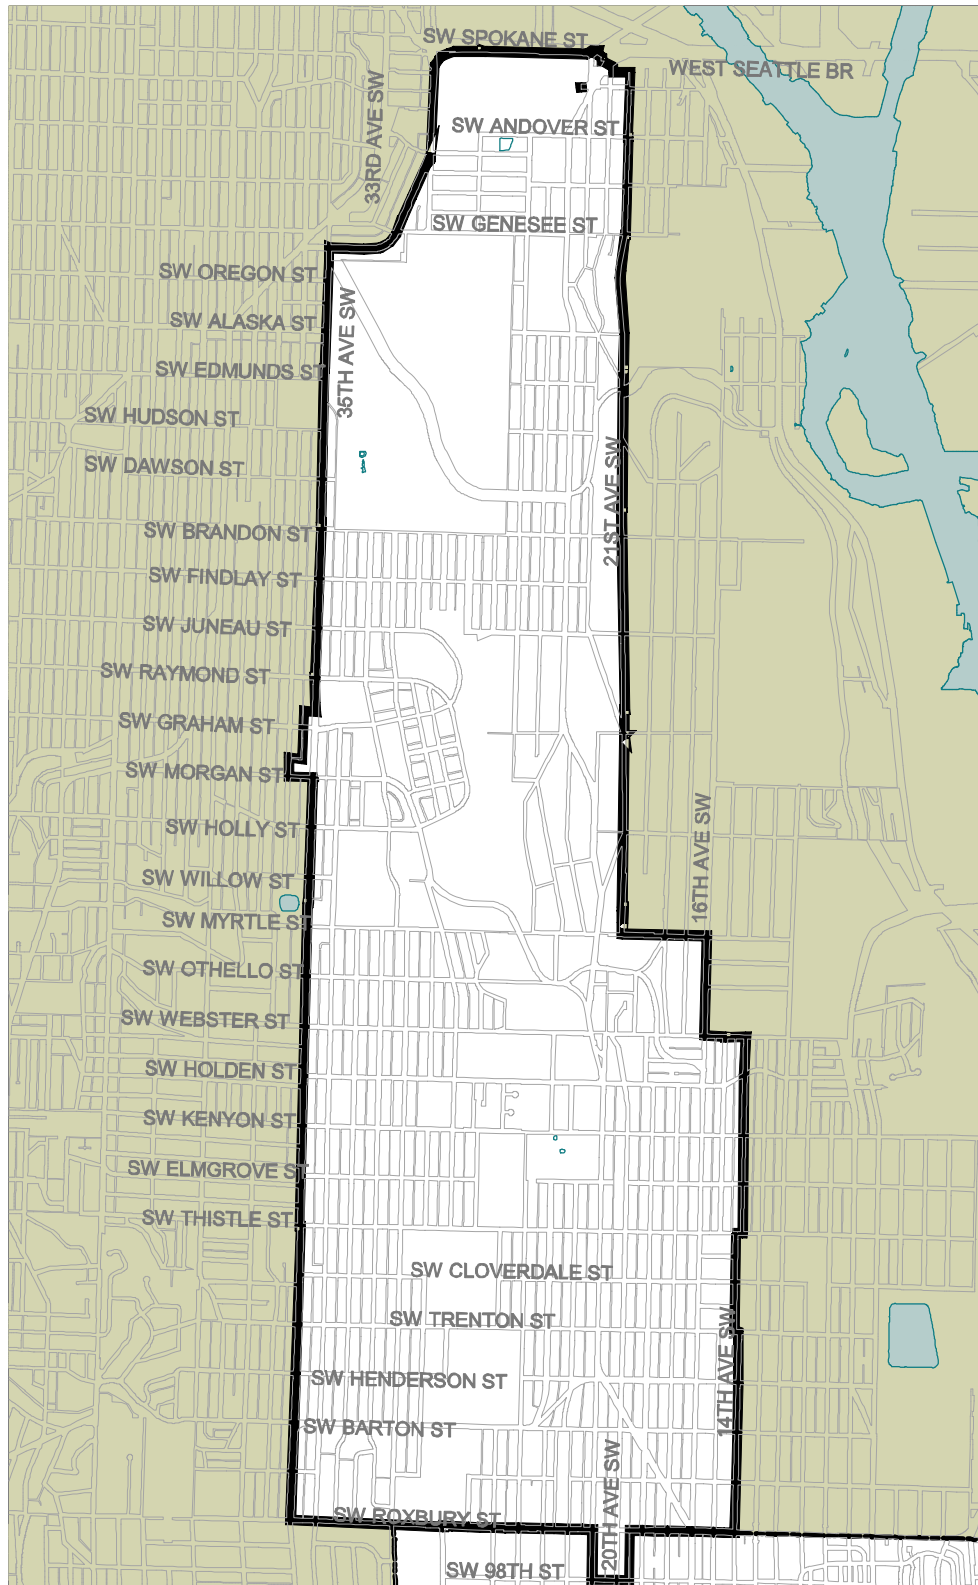 SW SPOKANE ST
WEST SEATTLE BR
33RD AVE SW
SW ANDOVER ST
SW GENESEE ST
SW OREGON ST
SW ALASKA ST
35TH AVE SW
SW EDMUNDS ST
SW HUDSON ST
SW DAWSON ST
21ST AVE SW
SW BRANDON ST
SW FINDLAY ST
SW JUNEAU ST
SW RAYMOND ST
SW GRAHAM ST
SW MORGAN ST
SW HOLLY ST
16TH AVE SW
SW WILLOW ST
SW MYRTLE ST
SW OTHELLO ST
SW WEBSTER ST
SW HOLDEN ST
SW KENYON ST
SW ELMGROVE ST
SW THISTLE ST
SW CLOVERDALE ST
SW TRENTON ST
14TH AVE SW
SW HENDERSON ST
SW BARTON ST
20TH AVE SW
SW ROXBURY ST
SW 98TH ST